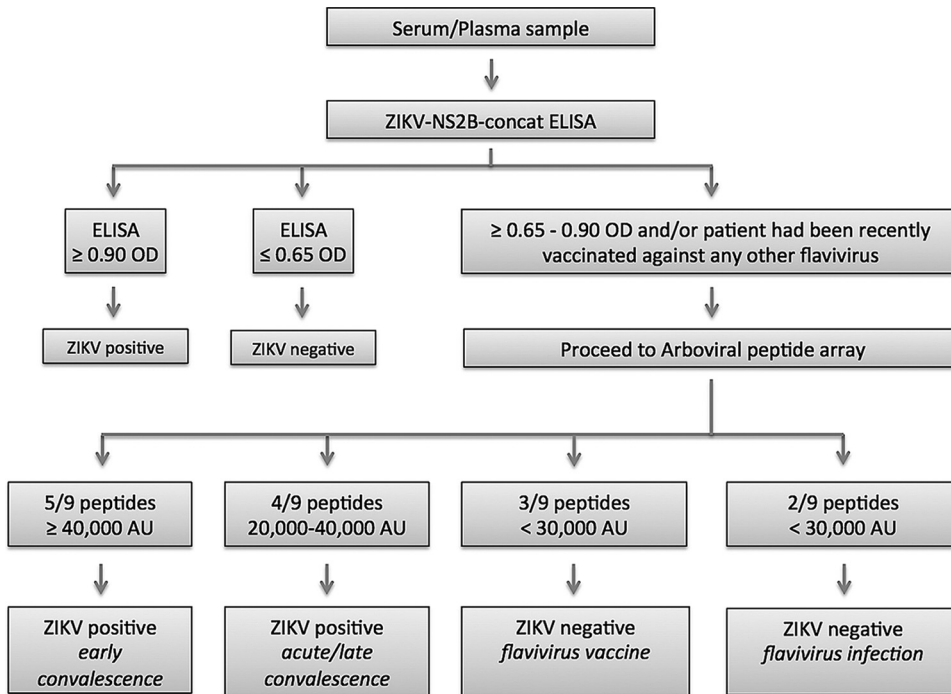 Serum/Plasma sample
ZIKV-NS2B-concat ELISA
ELISA
≥ 0.90 OD
ELISA
≤ 0.65 OD
≥ 0.65 - 0.90 OD and/or patient had been recently
vaccinated against any other flavivirus
ZIKV positive
ZIKV negative
Proceed to Arboviral peptide array
5/9 peptides
≥ 40,000 AU
4/9 peptides
20,000-40,000 AU
3/9 peptides
< 30,000 AU
2/9 peptides
< 30,000 AU
ZIKV positive
early
convalescence
ZIKV positive
acute/late
convalescence
ZIKV negative
flavivirus vaccine
ZIKV negative
flavivirus infection